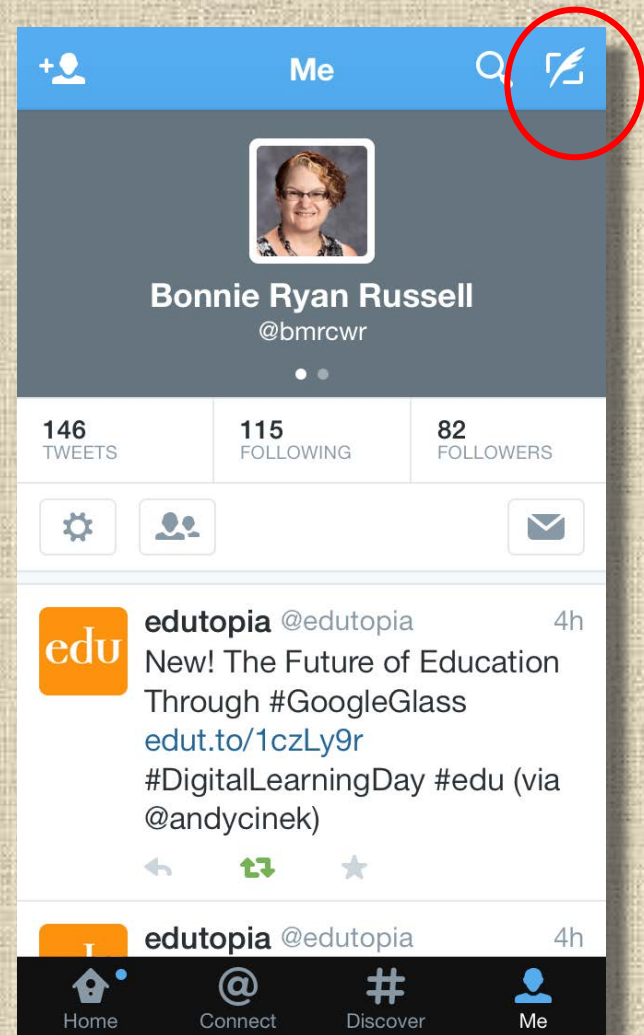 Me
Bonnie Ryan Russell
@bmrcwr
146 115 82
TWEETS FOLLOWING FOLLOWERS
edu
edutopia @edutopia 4h
New! The Future of Education
Through #GoogleGlass
edut.to/1czLy9r
#DigitalLearningDay #edu (via
@andycinek)
edutopia @edutopia 4h
@ #
Home Connect Discover Me